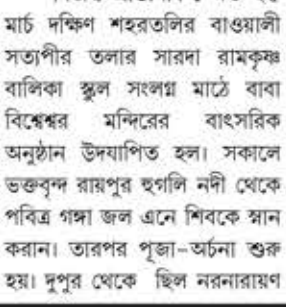 মার্চ দক্ষিণ শহরতলির বাওয়ালী
সত্যপীর তলার সারদা রামকৃষ্ণ
বালিকা স্কুল সংলগ্ন মাঠে বাবা
বিশ্বেশ্বর মন্দিরের বাৎসরিক
অনুষ্ঠান উদযাপিত হল। সকালে
ভক্তবৃন্দ রায়পুর হুগলি নদী থেকে
পবিত্র গঙ্গা জল এনে শিবকে স্নান
করান। তারপর পূজা-অর্চনা শুরু
হয়। দুপুর থেকে ছিল নরনারায়ণ